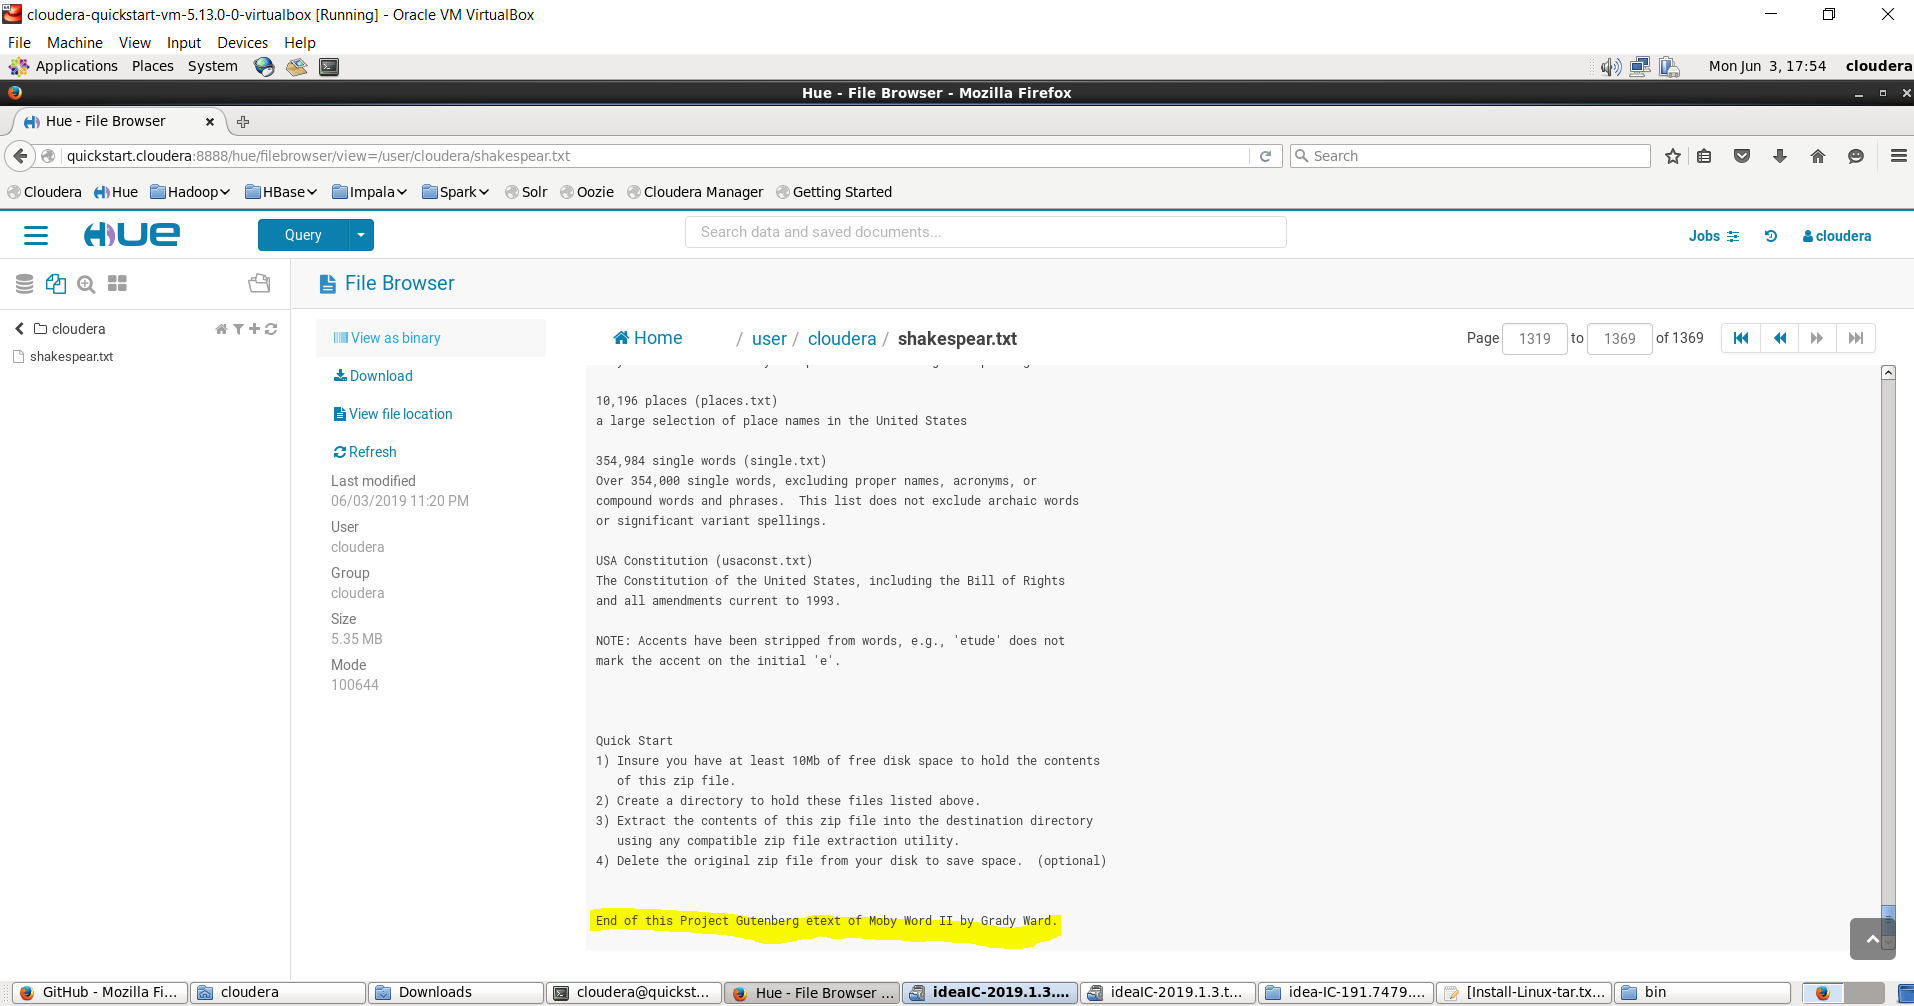 cloudera-quickstart-vm-5.13.0-0-virtualbox [Running] - Oracle VM VirtualBox
File Machine View Input Devices Help
Applications Places System Mon Jun 3, 17:54 cloudera
Hue - File Browser - Mozilla Firefox
Hue - File Browser
quickstart.cloudera:8888/hue/filebrowser/view=/user/cloudera/shakespear.txt Search
Cloudera Hue Hadoop HBase Impala Spark Solr Oozie Cloudera Manager Getting Started
HUE Query Search data and saved documents... Jobs cloudera
File Browser
cloudera
shakespear.txt
View as binary
Download
View file location
Refresh
Last modified
06/03/2019 11:20 PM
User
cloudera
Group
cloudera
Size
5.35 MB
Mode
100644
Home / user / cloudera / shakespear.txt Page 1319 to 1369 of 1369
10,196 places (places.txt)
a large selection of place names in the United States
354,984 single words (single.txt)
Over 354,000 single words, excluding proper names, acronyms, or
compound words and phrases.  This list does not exclude archaic words
or significant variant spellings.
USA Constitution (usaconst.txt)
The Constitution of the United States, including the Bill of Rights
and all amendments current to 1993.
NOTE: Accents have been stripped from words, e.g., 'etude' does not
mark the accent on the initial 'e'.
Quick Start
1) Insure you have at least 10Mb of free disk space to hold the contents
of this zip file.
2) Create a directory to hold these files listed above.
3) Extract the contents of this zip file into the destination directory
using any compatible zip file extraction utility.
4) Delete the original zip file from your disk to save space.  (optional)
End of this Project Gutenberg etext of Moby Word II by Grady Ward.
GitHub - Mozilla Fi... cloudera Downloads cloudera@quickst... Hue - File Browser ... ideaIC-2019.1.3.... ideaIC-2019.1.3.t... idea-IC-191.7479.... [Install-Linux-tar.tx... bin